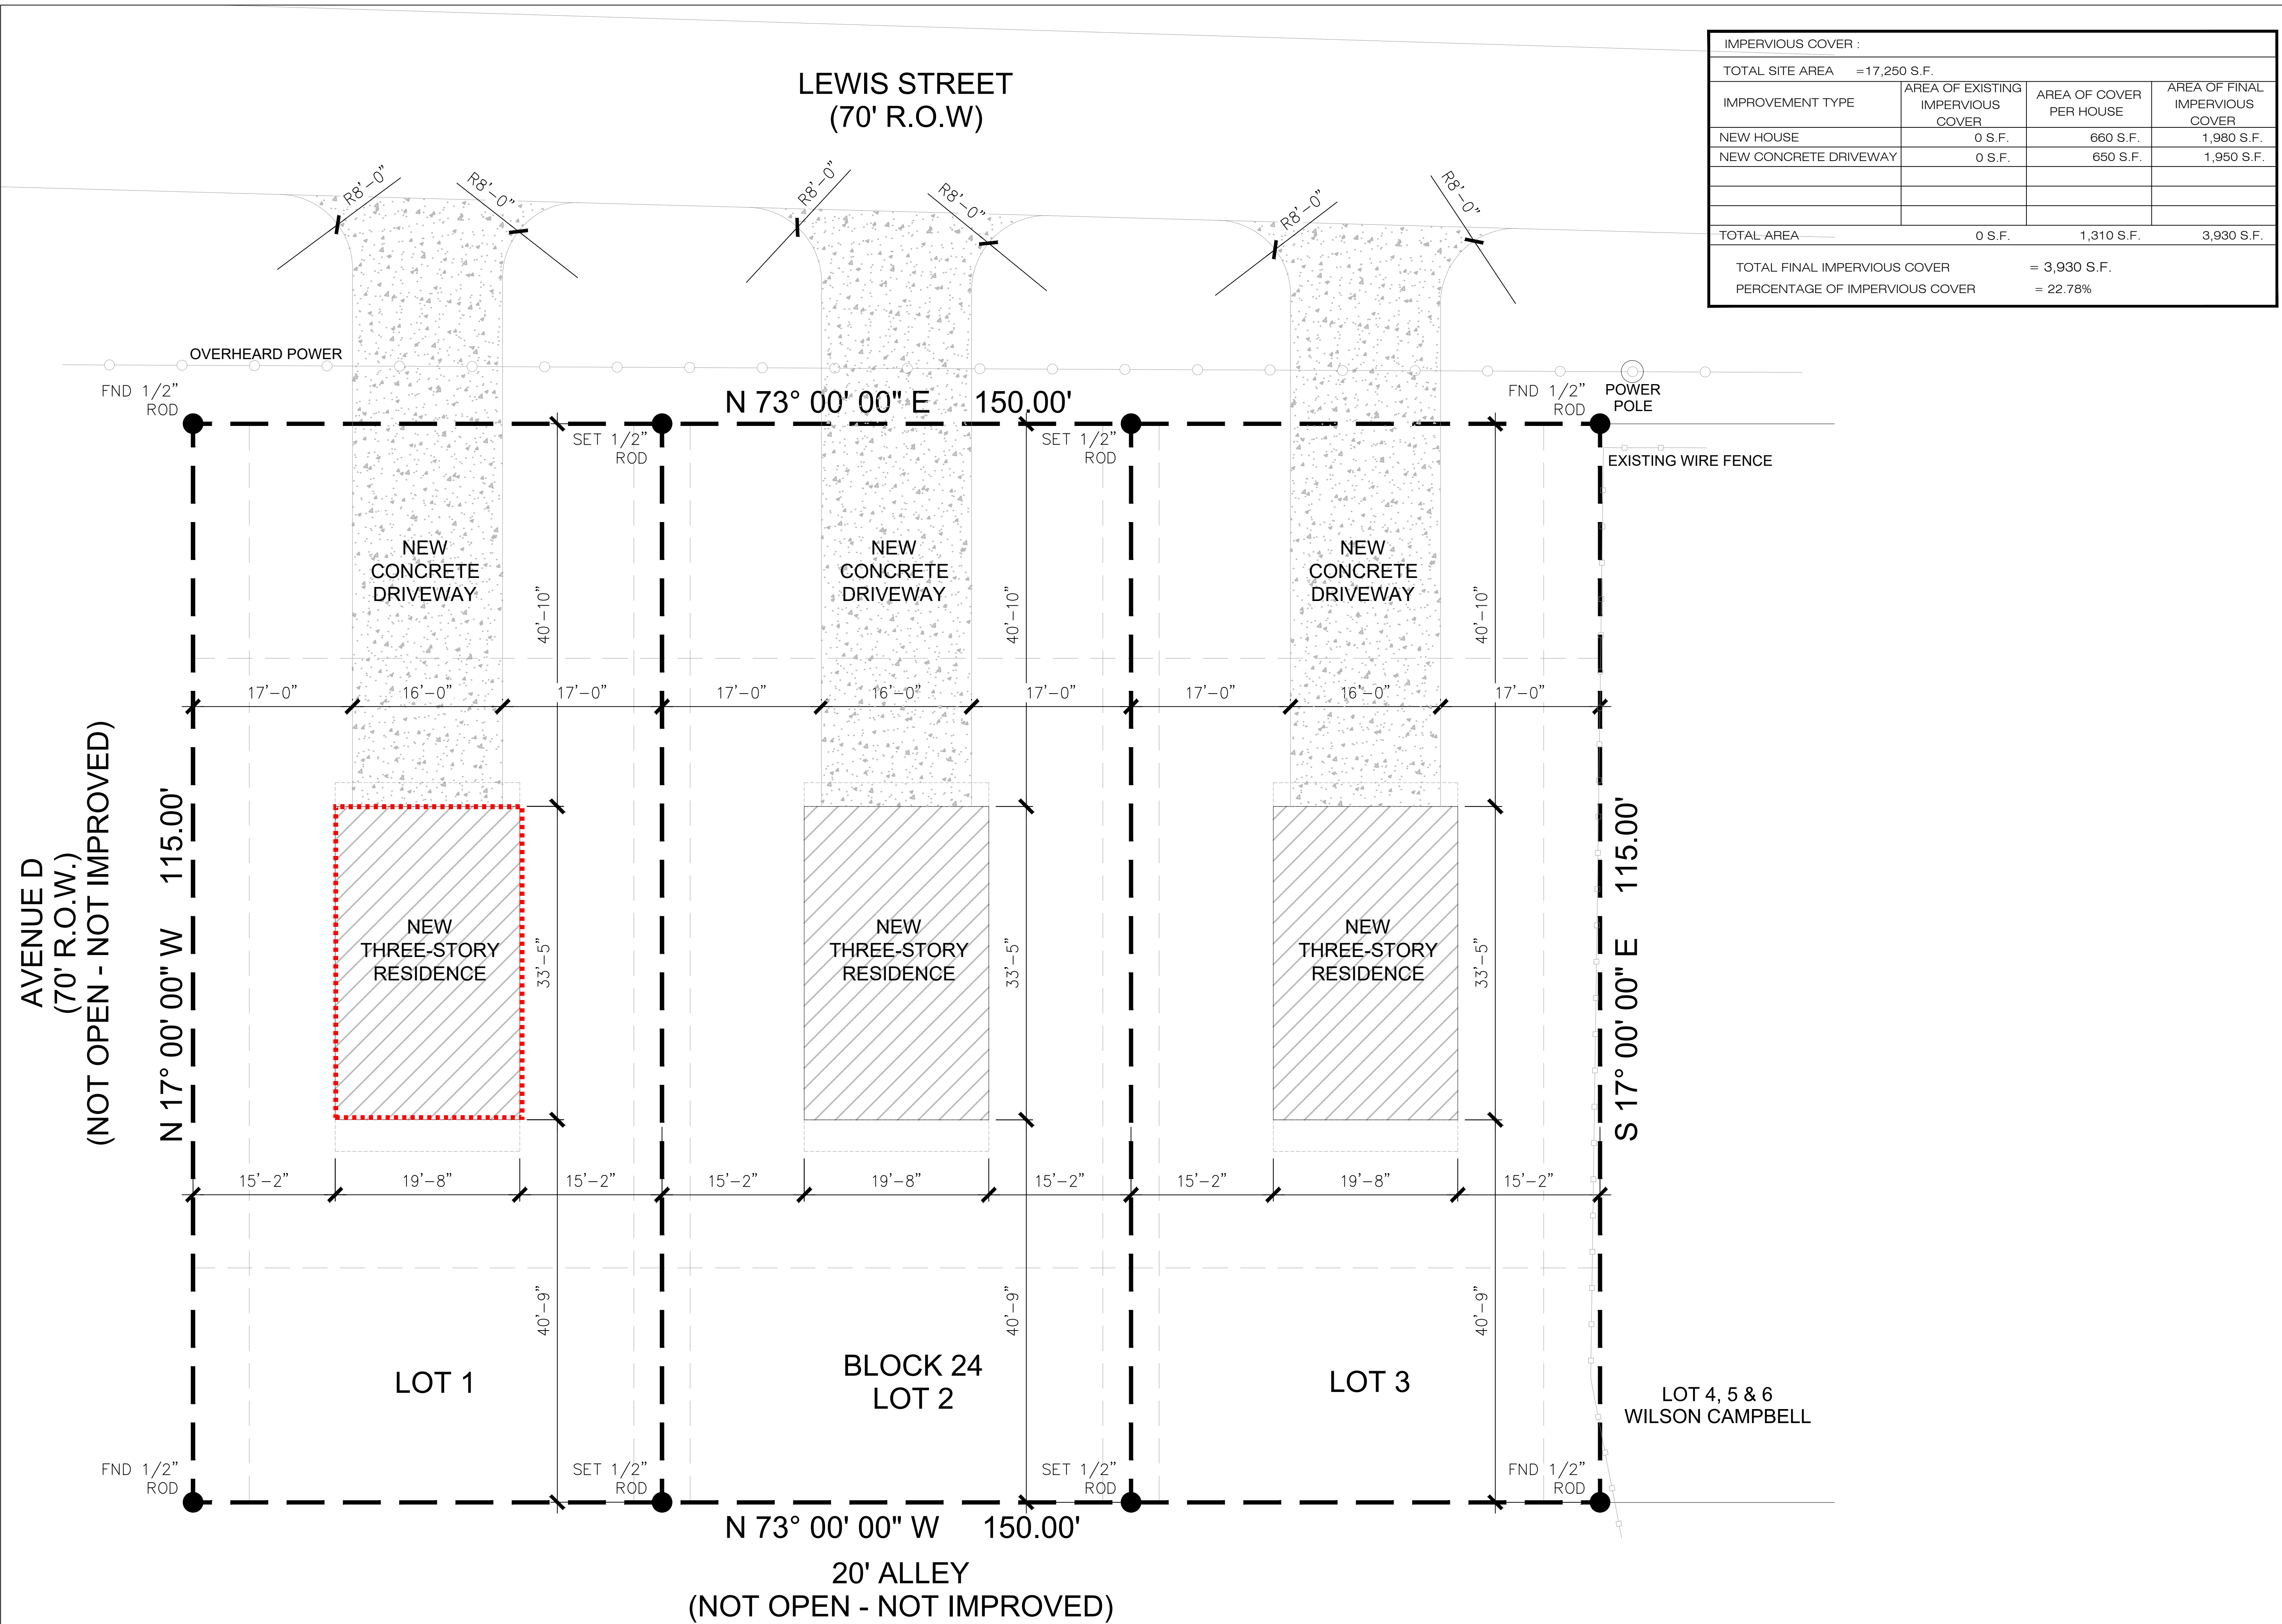 LEWIS STREET
(70' R.O.W)
IMPERVIOUS COVER :
TOTAL SITE AREA =17,250 S.F.
IMPROVEMENT TYPE
AREA OF EXISTING
IMPERVIOUS
COVER
AREA OF COVER
PER HOUSE
AREA OF FINAL
IMPERVIOUS
COVER
NEW HOUSE 0 S.F. 660 S.F. 1,980 S.F.
NEW CONCRETE DRIVEWAY 0 S.F. 650 S.F. 1,950 S.F.
TOTAL AREA 0 S.F. 1,310 S.F. 3,930 S.F.
TOTAL FINAL IMPERVIOUS COVER = 3,930 S.F.
PERCENTAGE OF IMPERVIOUS COVER = 22.78%
R8'-0" R8'-0" R8'-0" R8'-0" R8'-0" R8'-0"
OVERHEARD POWER
FND 1/2"
ROD
N 73° 00' 00" E 150.00'
FND 1/2"
ROD
POWER
POLE
SET 1/2"
ROD
SET 1/2"
ROD
EXISTING WIRE FENCE
NEW
CONCRETE
DRIVEWAY
NEW
CONCRETE
DRIVEWAY
NEW
CONCRETE
DRIVEWAY
40'-10" 40'-10" 40'-10"
17'-0" 16'-0" 17'-0" 17'-0" 16'-0" 17'-0" 17'-0" 16'-0" 17'-0"
AVENUE D
(70' R.O.W.)
(NOT OPEN - NOT IMPROVED)
N 17° 00' 00" W 115.00'
NEW
THREE-STORY
RESIDENCE
NEW
THREE-STORY
RESIDENCE
NEW
THREE-STORY
RESIDENCE
33'-5" 33'-5" 33'-5"
S 17° 00' 00" E 115.00'
15'-2" 19'-8" 15'-2" 15'-2" 19'-8" 15'-2" 15'-2" 19'-8" 15'-2"
40'-9" 40'-9" 40'-9"
LOT 1
BLOCK 24
LOT 2
LOT 3
LOT 4, 5 & 6
WILSON CAMPBELL
FND 1/2"
ROD
SET 1/2"
ROD
SET 1/2"
ROD
FND 1/2"
ROD
N 73° 00' 00" W 150.00'
20' ALLEY
(NOT OPEN - NOT IMPROVED)